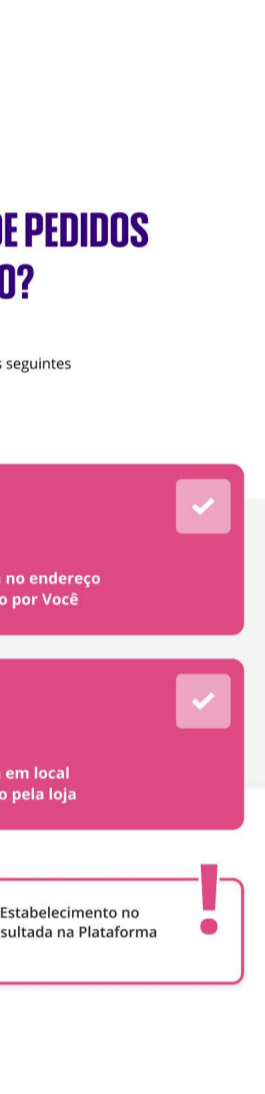 DE PEDIDOS
O?
s seguintes
no endereço
o por Você
em local
o pela loja
Estabelecimento no
sultada na Plataforma
!